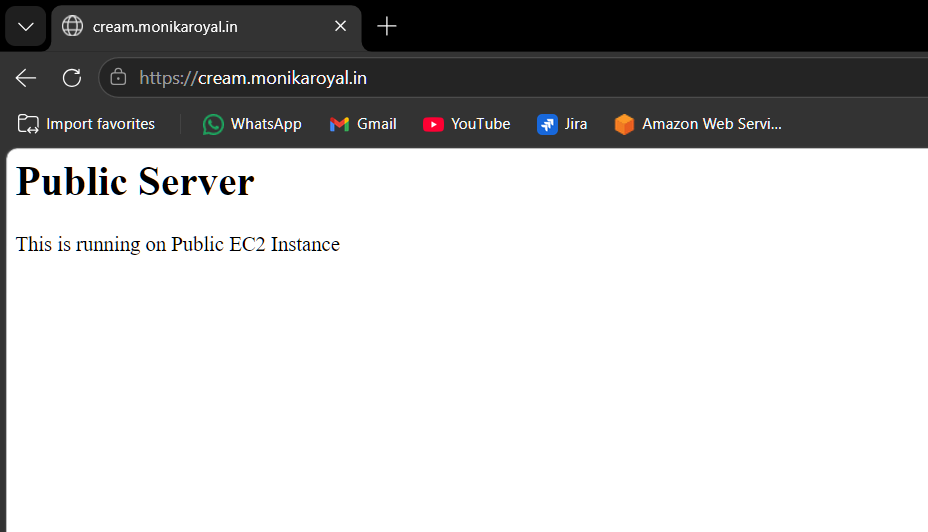 cream.monikaroyal.in
https://cream.monikaroyal.in
Import favorites WhatsApp Gmail YouTube Jira Amazon Web Servi...
Public Server
This is running on Public EC2 Instance